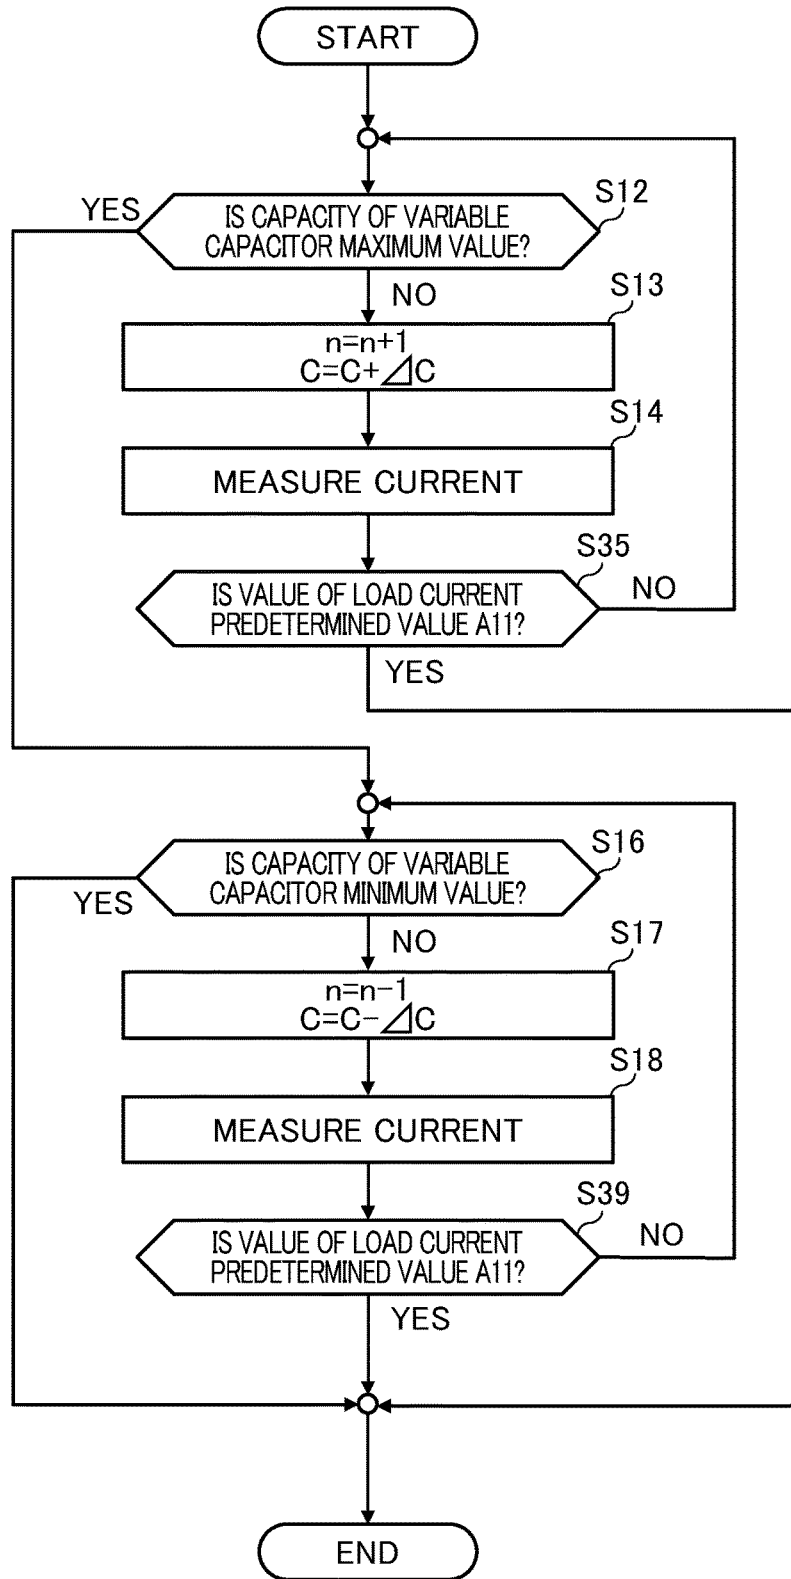 START
S12
YES
IS CAPACITY OF VARIABLE
CAPACITOR MAXIMUM VALUE?
NO
S13
n=n+1
C=C+⊿C
S14
MEASURE CURRENT
S35
IS VALUE OF LOAD CURRENT
PREDETERMINED VALUE A11?
NO
YES
S16
IS CAPACITY OF VARIABLE
CAPACITOR MINIMUM VALUE?
YES
NO
S17
n=n-1
C=C-⊿C
S18
MEASURE CURRENT
S39
IS VALUE OF LOAD CURRENT
PREDETERMINED VALUE A11?
NO
YES
END